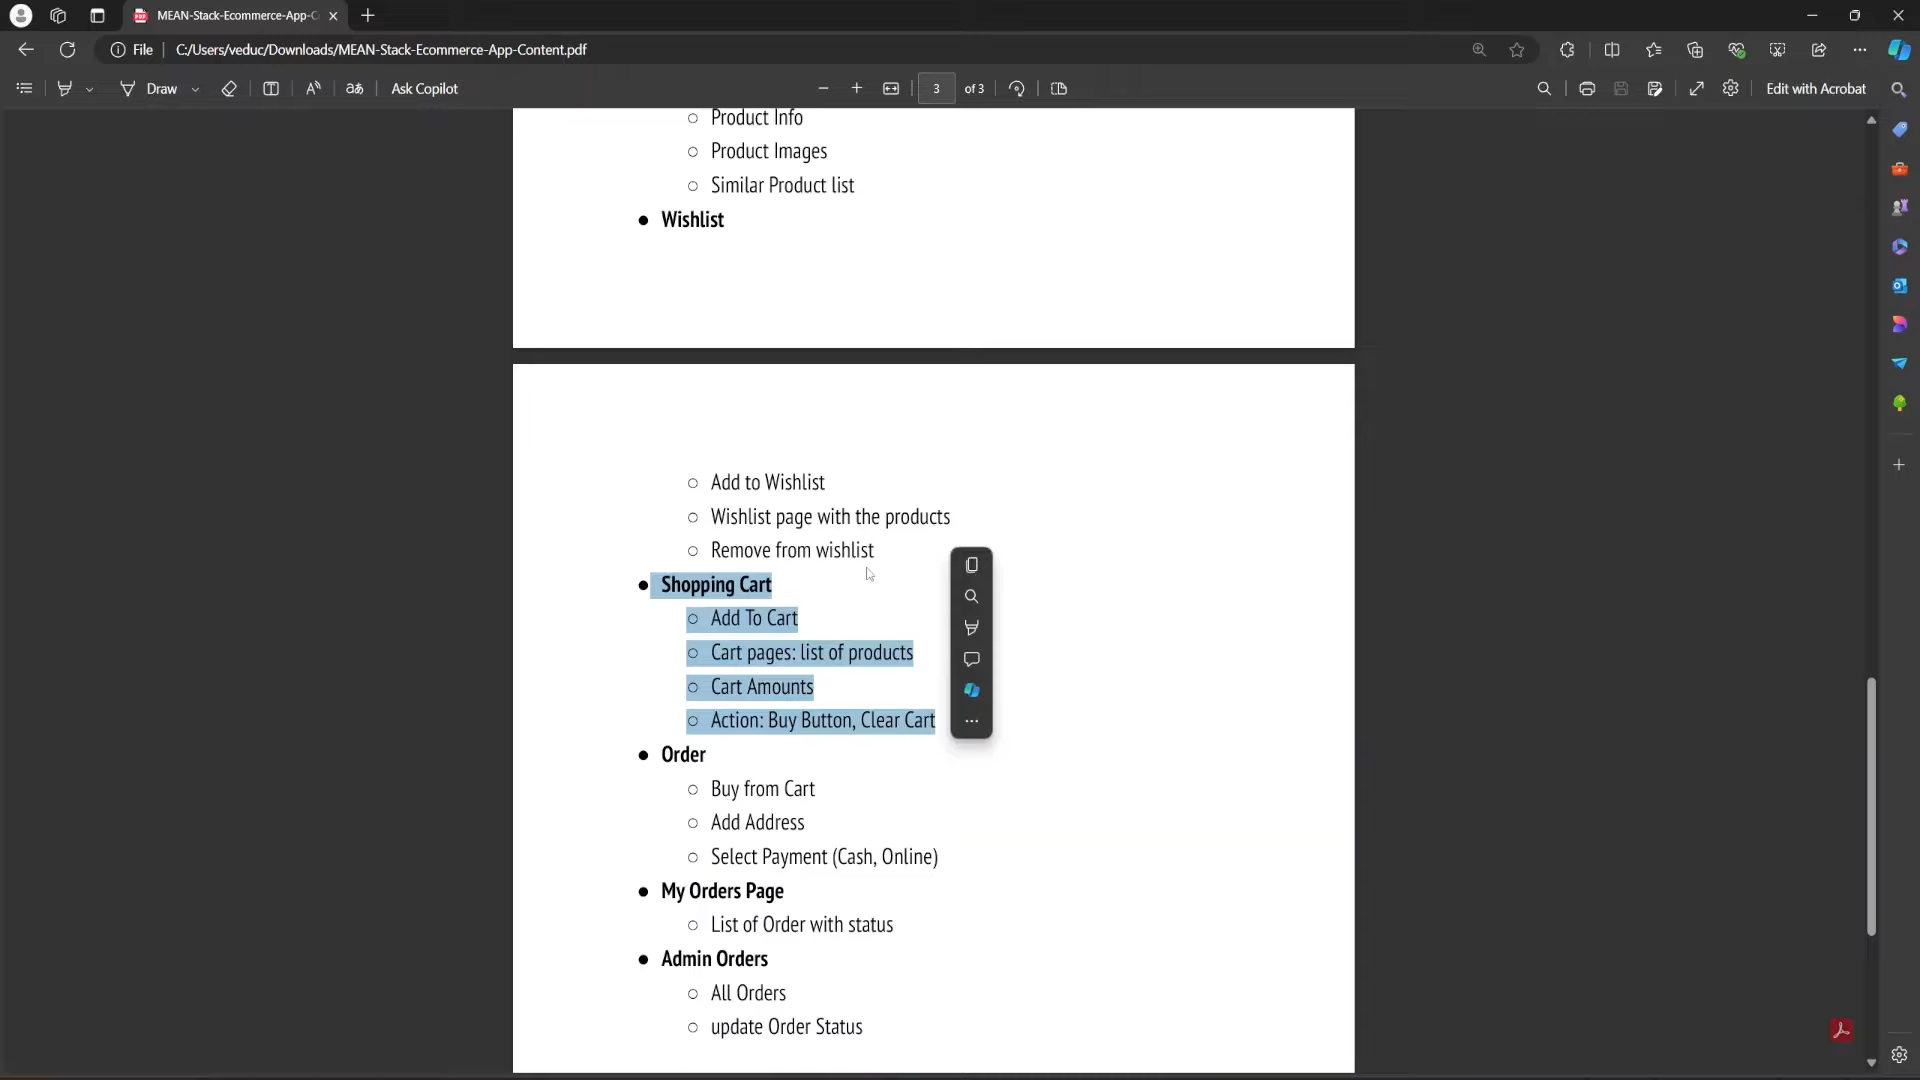 MEAN-Stack-Ecommerce-App-C
File
C:/Users/veduc/Downloads/MEAN-Stack-Ecommerce-App-Content.pdf
Draw
aあ
Ask Copilot
3 of 3
Edit with Acrobat
○ Product Info
○ Product Images
○ Similar Product list
● Wishlist
○ Add to Wishlist
○ Wishlist page with the products
○ Remove from wishlist
● Shopping Cart
○ Add To Cart
○ Cart pages: list of products
○ Cart Amounts
○ Action: Buy Button, Clear Cart
● Order
○ Buy from Cart
○ Add Address
○ Select Payment (Cash, Online)
● My Orders Page
○ List of Order with status
● Admin Orders
○ All Orders
○ update Order Status